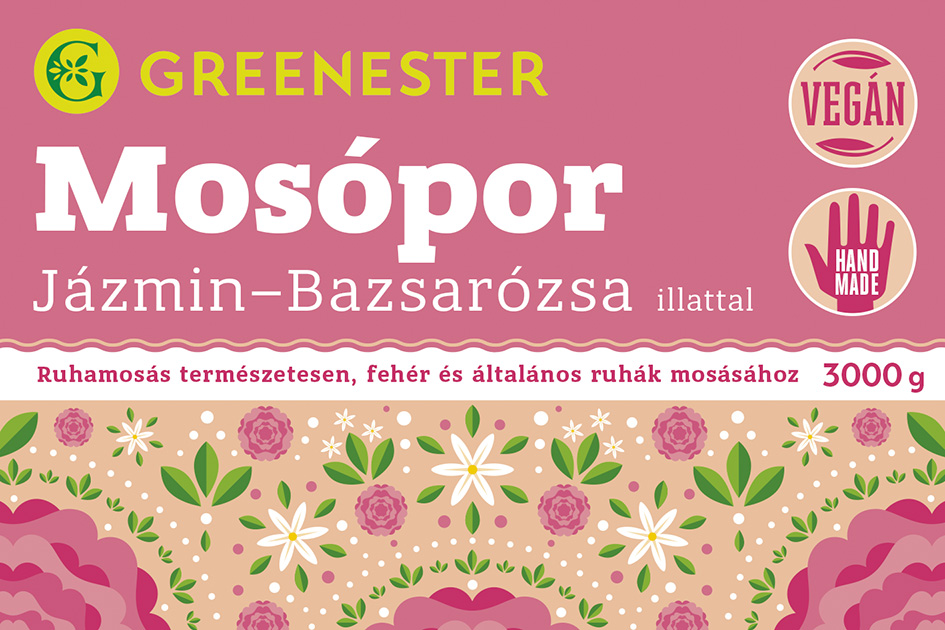 G GREENESTER
Mosópor
Jázmin–Bazsarózsa illattal
VEGÁN
HAND
MADE
Ruhamosás természetesen, fehér és általános ruhák mosásához 3000 g